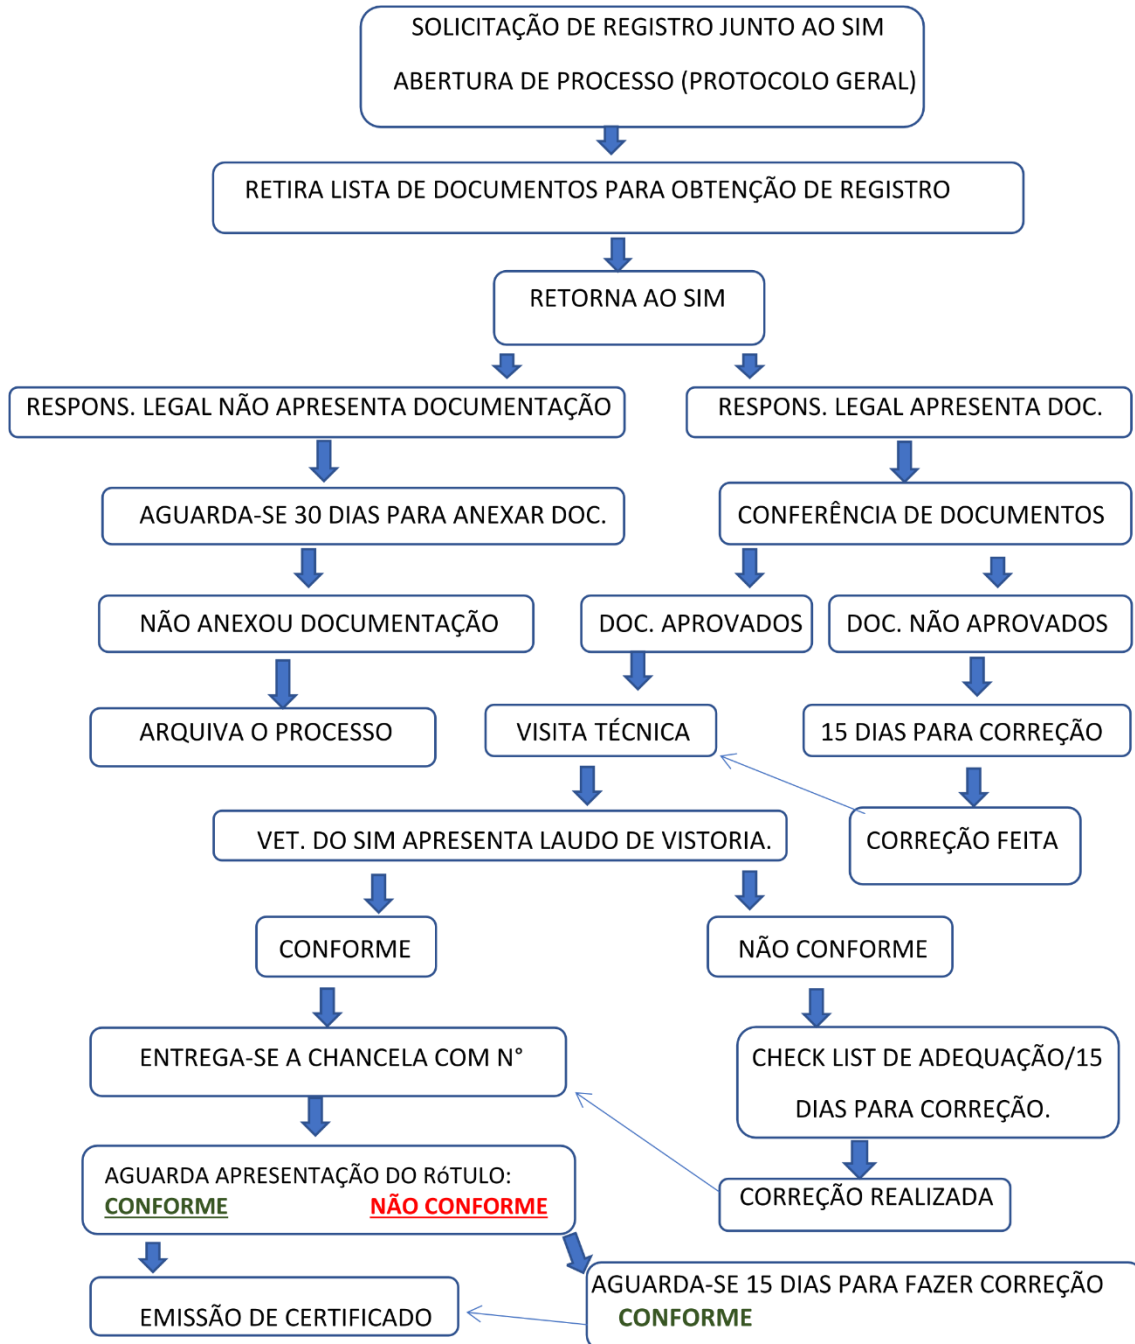 SOLICITAÇÃO DE REGISTRO JUNTO AO SIM
ABERTURA DE PROCESSO (PROTOCOLO GERAL)
RETIRA LISTA DE DOCUMENTOS PARA OBTENÇÃO DE REGISTRO
RETORNA AO SIM
RESPONS. LEGAL NÃO APRESENTA DOCUMENTAÇÃO
RESPONS. LEGAL APRESENTA DOC.
AGUARDA-SE 30 DIAS PARA ANEXAR DOC.
CONFERÊNCIA DE DOCUMENTOS
NÃO ANEXOU DOCUMENTAÇÃO
DOC. APROVADOS
DOC. NÃO APROVADOS
ARQUIVA O PROCESSO
VISITA TÉCNICA
15 DIAS PARA CORREÇÃO
VET. DO SIM APRESENTA LAUDO DE VISTORIA.
CORREÇÃO FEITA
CONFORME
NÃO CONFORME
ENTREGA-SE A CHANCELA COM N°
CHECK LIST DE ADEQUAÇÃO/15
DIAS PARA CORREÇÃO.
AGUARDA APRESENTAÇÃO DO RóTULO:
CONFORME NÃO CONFORME
CORREÇÃO REALIZADA
EMISSÃO DE CERTIFICADO
AGUARDA-SE 15 DIAS PARA FAZER CORREÇÃO
CONFORME